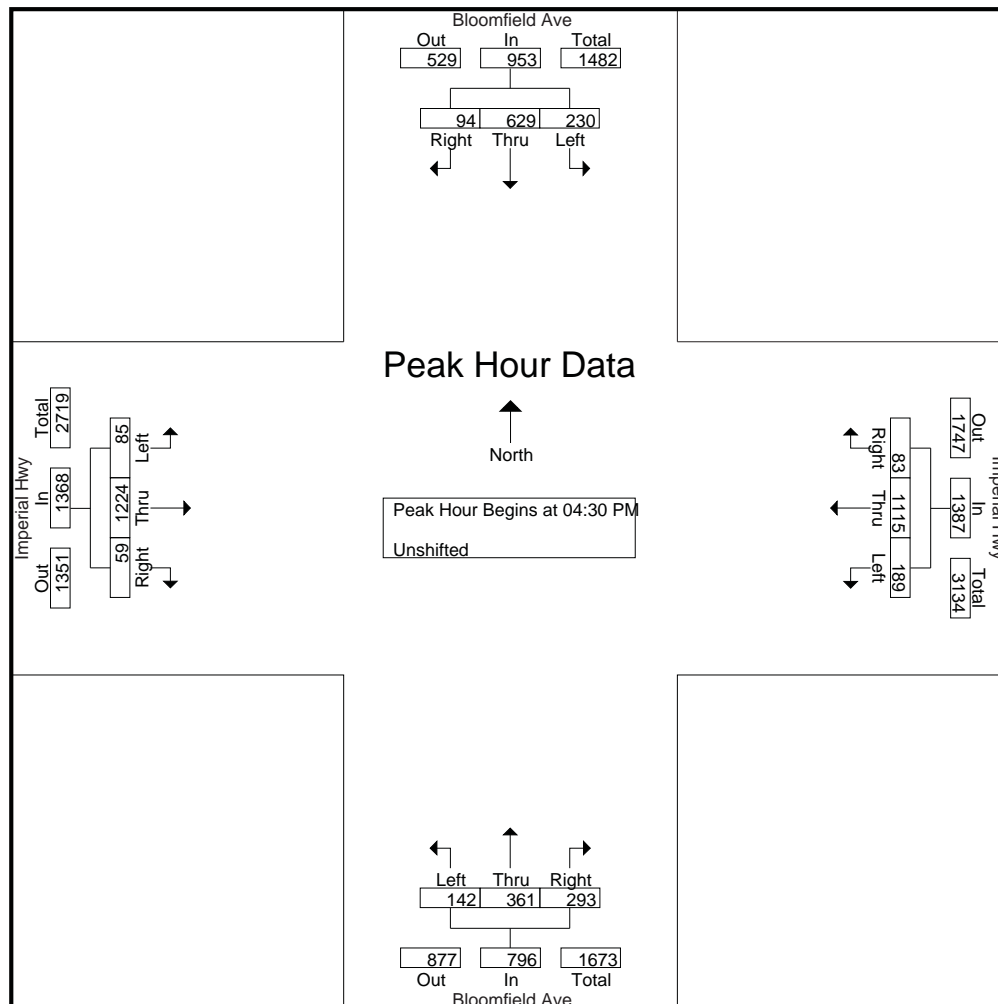 Bloomfield Ave
Out In Total
529 953 1482
94 629 230
Right Thru Left
Peak Hour Data
North
Peak Hour Begins at 04:30 PM
Unshifted
Imperial Hwy
Out In Total
1351 1368 2719
85 1224 59
Left Thru Right
Imperial Hwy
Out In Total
1747 1387 3134
83 1115 189
Right Thru Left
Left Thru Right
142 361 293
877 796 1673
Out In Total
Bloomfield Ave